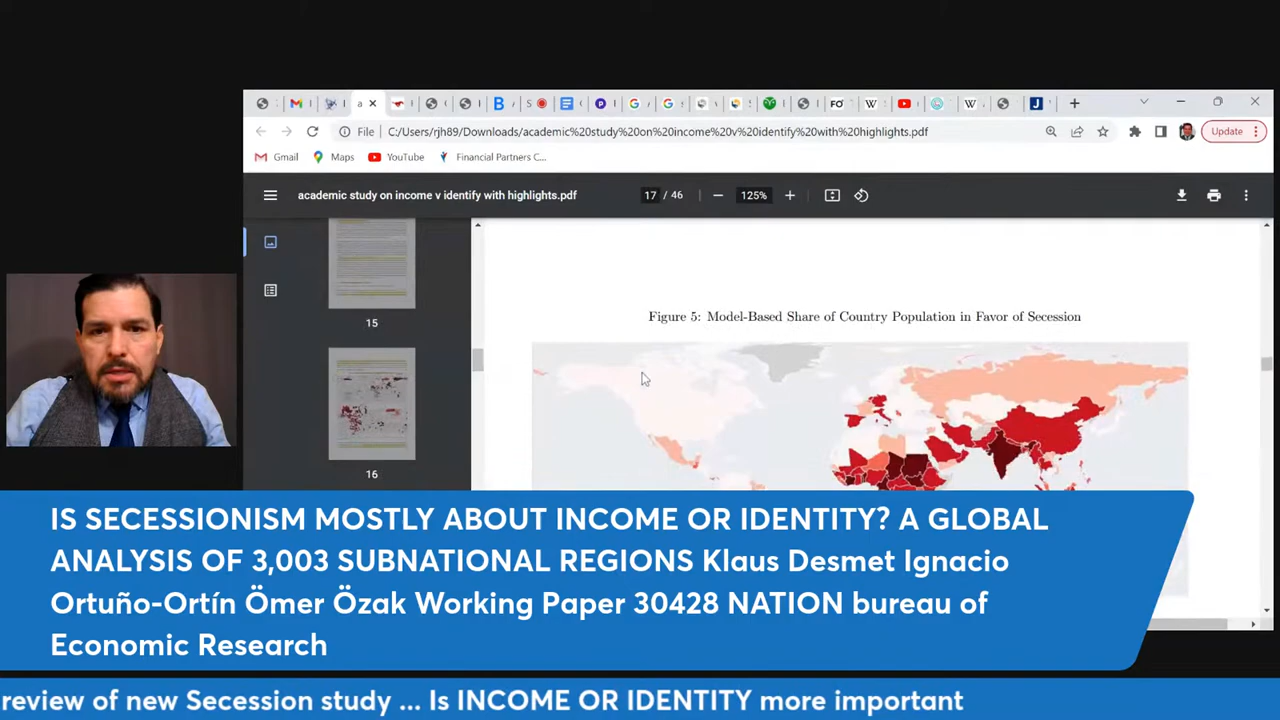 a
B
S
P
G
G
FO
W
W
J
File
C:/Users/rjh89/Downloads/academic%20study%20on%20income%20v%20identify%20with%20highlights.pdf
Update
Gmail
Maps
YouTube
Financial Partners C...
academic study on income v identify with highlights.pdf
17 / 46
125%
15
16
Figure 5: Model-Based Share of Country Population in Favor of Secession
IS SECESSIONISM MOSTLY ABOUT INCOME OR IDENTITY? A GLOBAL
ANALYSIS OF 3,003 SUBNATIONAL REGIONS Klaus Desmet Ignacio
Ortuño-Ortín Ömer Özak Working Paper 30428 NATION bureau of
Economic Research
review of new Secession study ... Is INCOME OR IDENTITY more important